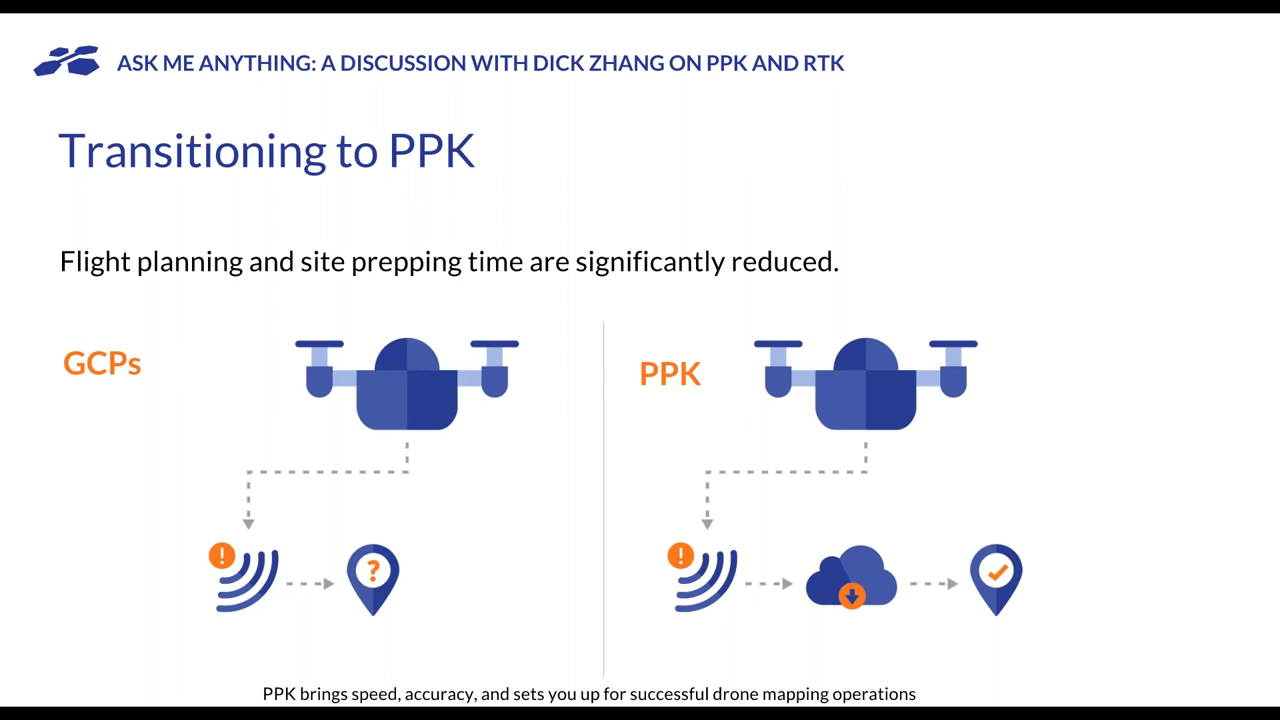 ASK ME ANYTHING: A DISCUSSION WITH DICK ZHANG ON PPK AND RTK
Transitioning to PPK
Flight planning and site prepping time are significantly reduced.
GCPs
PPK
!
?
!
PPK brings speed, accuracy, and sets you up for successful drone mapping operations